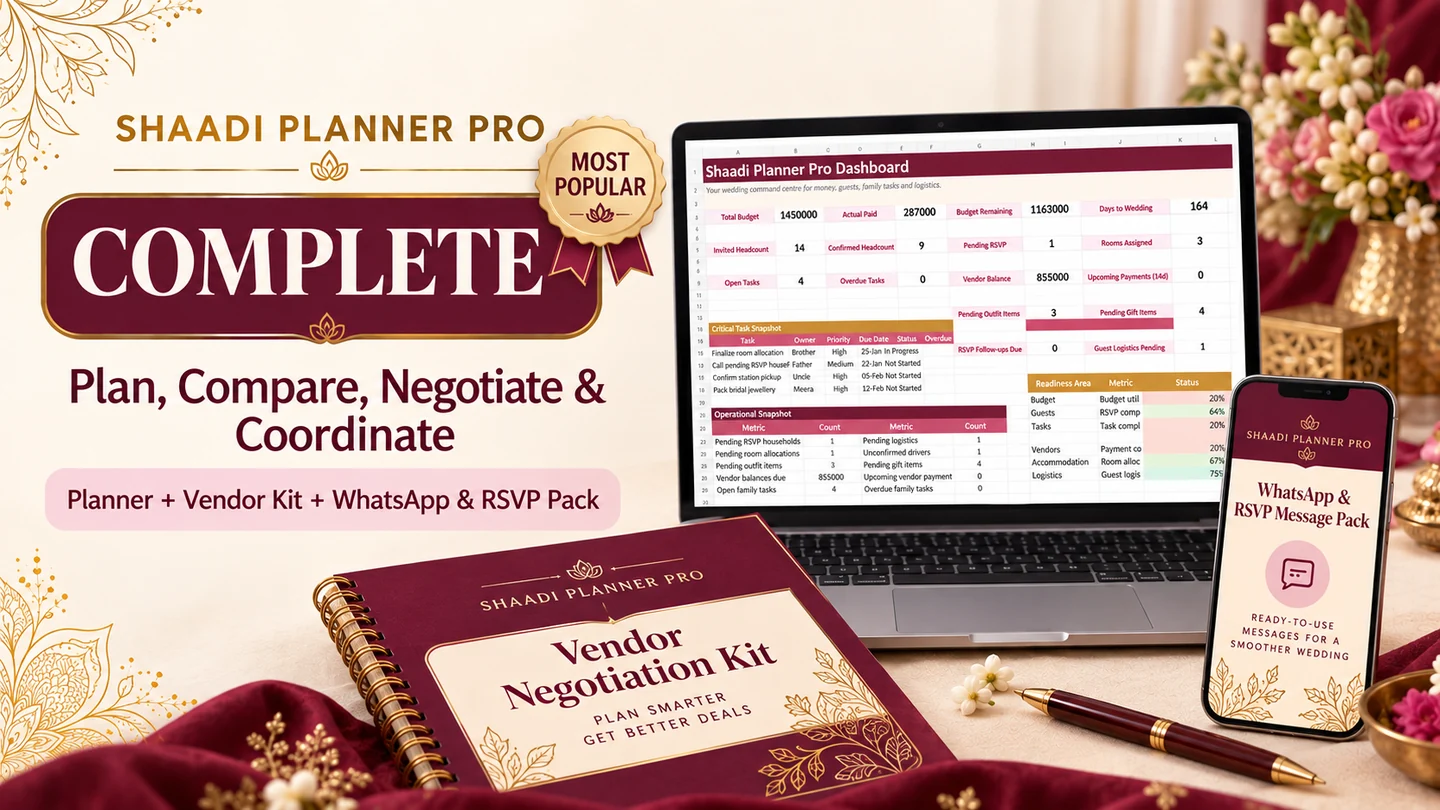 SHAADI PLANNER PRO
MOST
POPULAR
COMPLETE
Plan, Compare, Negotiate &
Coordinate
Planner + Vendor Kit + WhatsApp & RSVP Pack
Shaadi Planner Pro Dashboard
Your wedding command centre for money, guests, family tasks and logistics.
Total Budget 1450000 Actual Paid 287000 Budget Remaining 1163000 Days to Wedding 164
Invited Headcount 14 Confirmed Headcount 9 Pending RSVP 1 Rooms Assigned 3
Open Tasks 4 Overdue Tasks 0 Vendor Balance 855000 Upcoming Payments (14d) 0
Pending Outfit Items 3 Pending Gift Items 4
RSVP Follow-ups Due 0 Guest Logistics Pending 1
Critical Task Snapshot
Task Owner Priority Due Date Status Overdue
Finalize room allocation Brother High 25-Jan In Progress
Call pending RSVP housef Father Medium 22-Jan Not Started
Confirm station pickup Uncle High 05-Feb Not Started
Pack bridal jewellery Meera High 12-Feb Not Started
Operational Snapshot
Metric Count Metric Count
Pending RSVP households 1 Pending logistics 1
Pending room allocations 1 Unconfirmed drivers 1
Pending outfit items 3 Pending gift items 4
Vendor balances due 855000 Upcoming vendor payment 0
Open family tasks 4 Overdue family tasks 0
Readiness Area Metric Status
Budget Budget util 20%
Guests RSVP comp 64%
Tasks Task compl 20%
Vendors Payment co 20%
Accommodation Room alloc 67%
Logistics Guest logis 75%
SHAADI PLANNER PRO
Vendor
Negotiation Kit
PLAN SMARTER
GET BETTER DEALS
SHAADI PLANNER PRO
WhatsApp &
RSVP Message Pack
READY-TO-USE
MESSAGES FOR A
SMOOTHER WEDDING